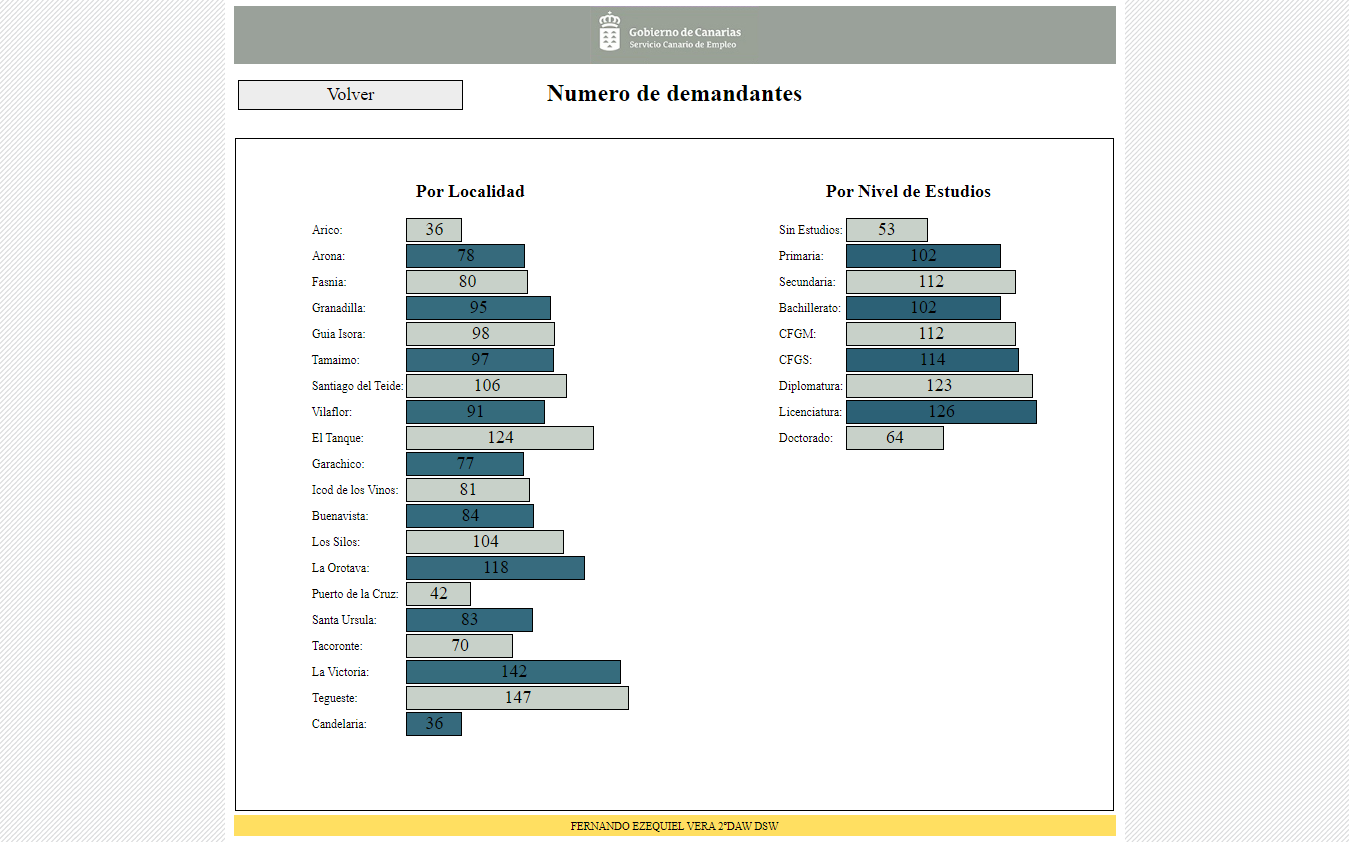 Gobierno de Canarias
Servicio Canario de Empleo
Volver
Numero de demandantes
Por Localidad
Arico: 36
Arona: 78
Fasnia: 80
Granadilla: 95
Guia Isora: 98
Tamaimo: 97
Santiago del Teide: 106
Vilaflor: 91
El Tanque: 124
Garachico: 77
Icod de los Vinos: 81
Buenavista: 84
Los Silos: 104
La Orotava: 118
Puerto de la Cruz: 42
Santa Ursula: 83
Tacoronte: 70
La Victoria: 142
Tegueste: 147
Candelaria: 36
Por Nivel de Estudios
Sin Estudios: 53
Primaria: 102
Secundaria: 112
Bachillerato: 102
CFGM: 112
CFGS: 114
Diplomatura: 123
Licenciatura: 126
Doctorado: 64
FERNANDO EZEQUIEL VERA 2ºDAW DSW